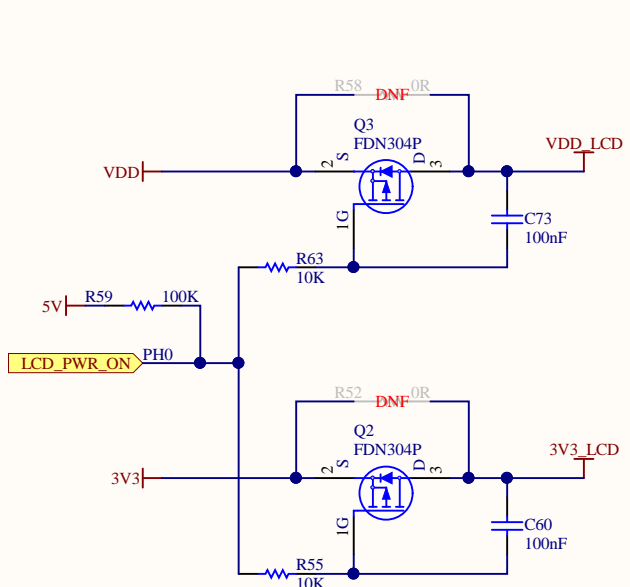 R58 DNF 0R
Q3
FDN304P
VDD_LCD
VDD
2 S
D 3
1G
C73
100nF
R63
10K
5V
R59
100K
LCD_PWR_ON
PH0
R52 DNF 0R
Q2
FDN304P
3V3_LCD
3V3
2 S
D 3
1G
C60
100nF
R55
10K